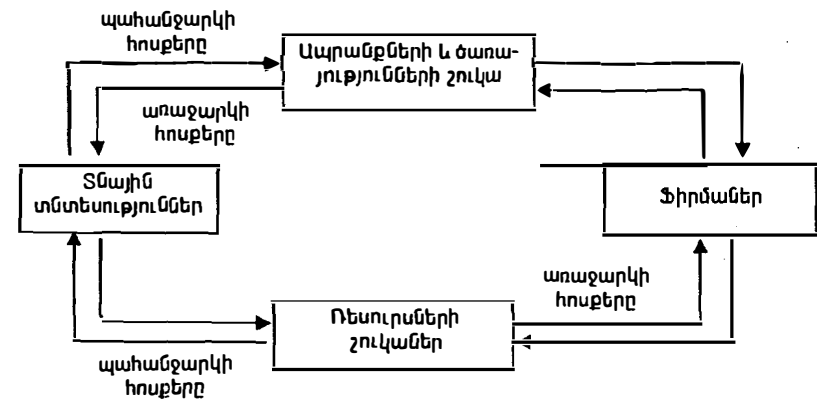 պահանջարկի
հոսքերը
Ապրանքների և ծառա-
յությունների շուկա
առաջարկի
հոսքերը
Տնային
տնտեսություններ
Ֆիրմաներ
առաջարկի
հոսքերը
Ռեսուրսների
շուկաներ
պահանջարկի
հոսքերը